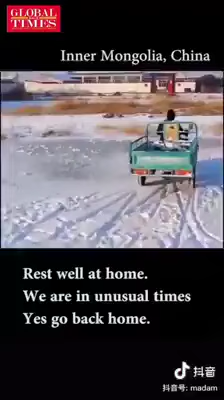 GLOBAL
TIMES
Inner Mongolia, China
Rest well at home.
We are in unusual times
Yes go back home.
抖音
抖音号: madam